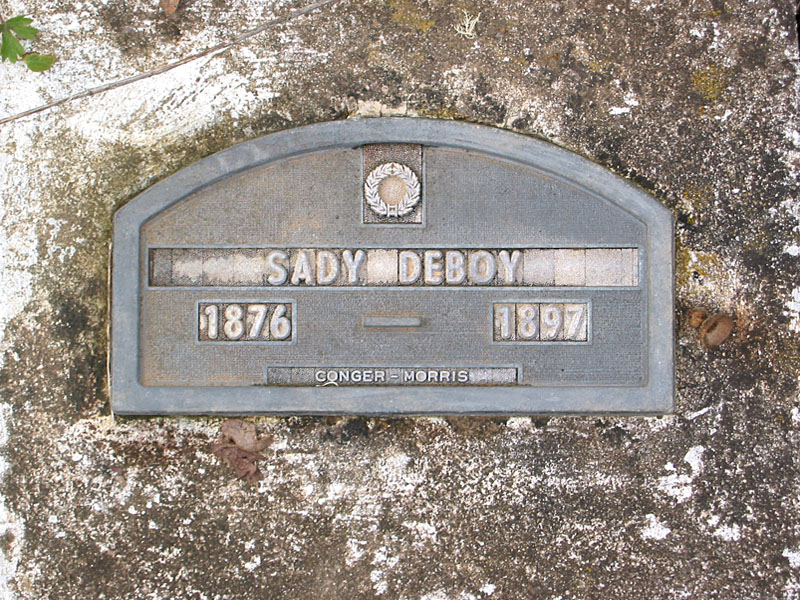 SADY DEBOY
1876 — 1897
CONGER - MORRIS